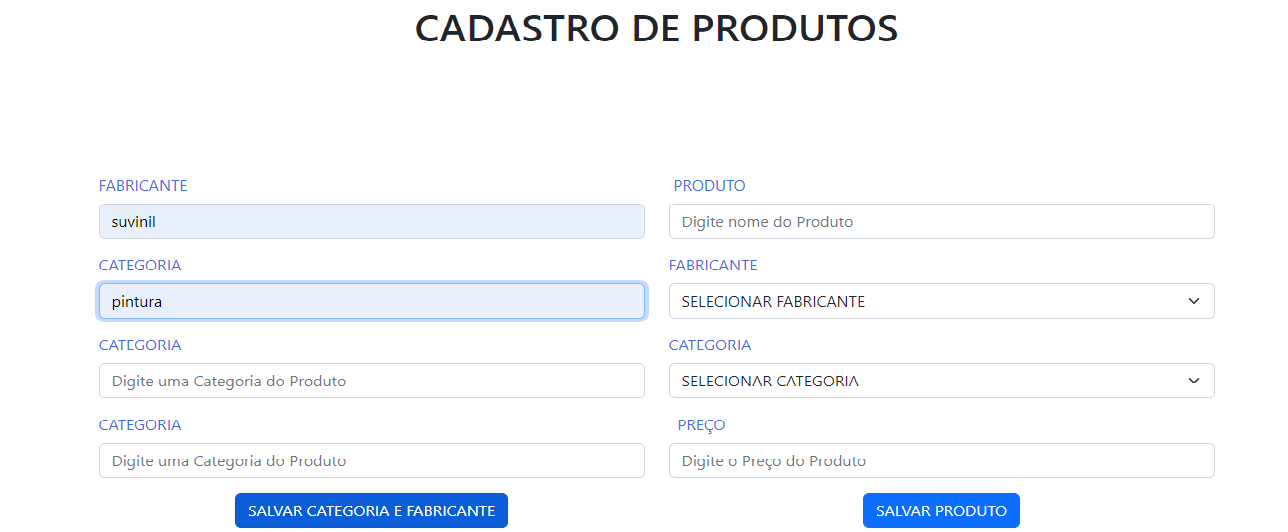 CADASTRO DE PRODUTOS
FABRICANTE
suvinil
CATEGORIA
pintura
CATEGORIA
Digite uma Categoria do Produto
CATEGORIA
Digite uma Categoria do Produto
SALVAR CATEGORIA E FABRICANTE
PRODUTO
Digite nome do Produto
FABRICANTE
SELECIONAR FABRICANTE
CATEGORIA
SELECIONAR CATEGORIA
PREÇO
Digite o Preço do Produto
SALVAR PRODUTO